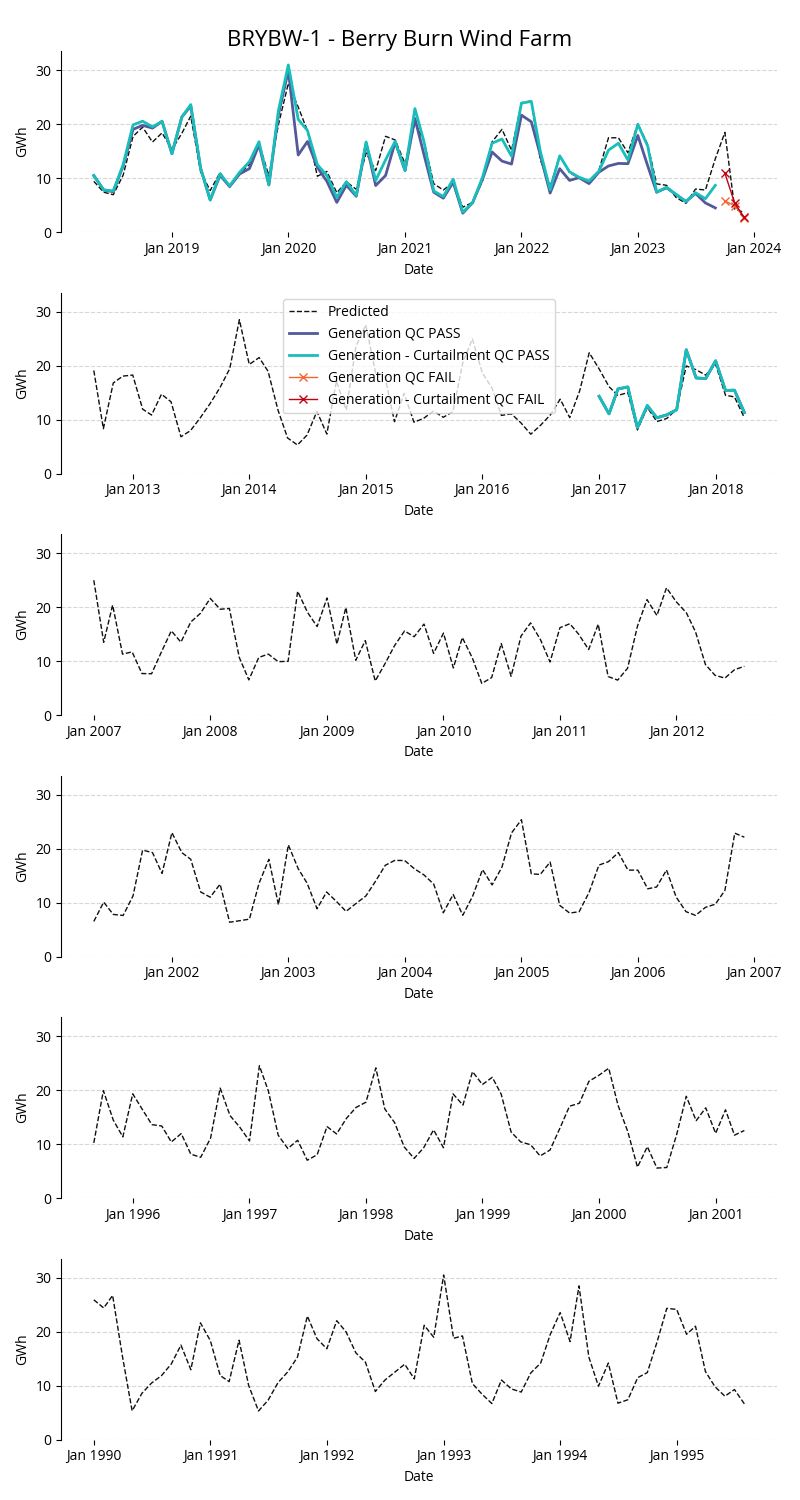 BRYBW-1 - Berry Burn Wind Farm
30
20
10
0
GWh
Jan 2019
Jan 2020
Jan 2021
Jan 2022
Jan 2023
Jan 2024
Date
30
20
10
0
GWh
Predicted
Generation QC PASS
Generation - Curtailment QC PASS
Generation QC FAIL
Generation - Curtailment QC FAIL
Jan 2013
Jan 2014
Jan 2015
Jan 2016
Jan 2017
Jan 2018
Date
30
20
10
0
GWh
Jan 2007
Jan 2008
Jan 2009
Jan 2010
Jan 2011
Jan 2012
Date
30
20
10
0
GWh
Jan 2002
Jan 2003
Jan 2004
Jan 2005
Jan 2006
Jan 2007
Date
30
20
10
0
GWh
Jan 1996
Jan 1997
Jan 1998
Jan 1999
Jan 2000
Jan 2001
Date
30
20
10
0
GWh
Jan 1990
Jan 1991
Jan 1992
Jan 1993
Jan 1994
Jan 1995
Date